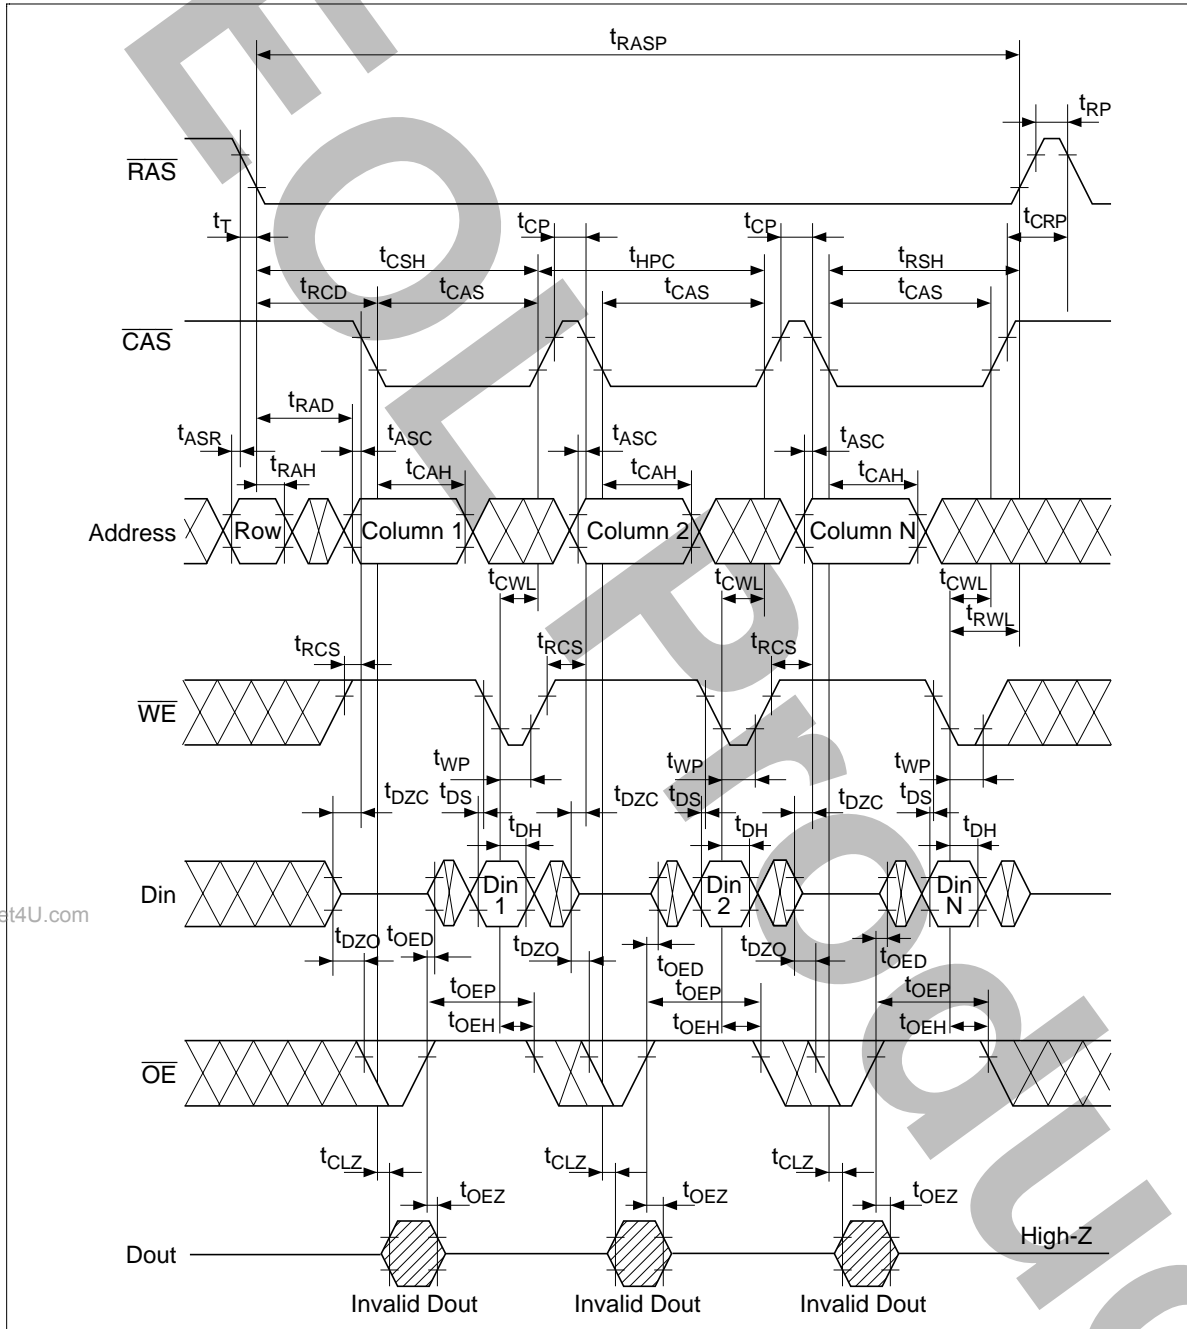 tRASP
tRP
RAS
tT tCP tCP tCRP
tCSH tHPC tRSH
tRCD tCAS tCAS tCAS
CAS
tRAD
tASR tASC tASC tASC
tRAH tCAH tCAH tCAH
Address Row Column 1 Column 2 Column N
tCWL tCWL tCWL
tRWL
tRCS tRCS tRCS
WE
tWP tWP tWP
tDZC tDS tDZC tDS tDZC tDS
tDH tDH tDH
Din Din 1 Din 2 Din N
et4U.com
tDZO tOED tDZO tOED tDZO tOED
tOEP tOEP tOEP
tOEH tOEH tOEH
OE
tCLZ tCLZ tCLZ
tOEZ tOEZ tOEZ
Dout High-Z
Invalid Dout Invalid Dout Invalid Dout
EOL Produc